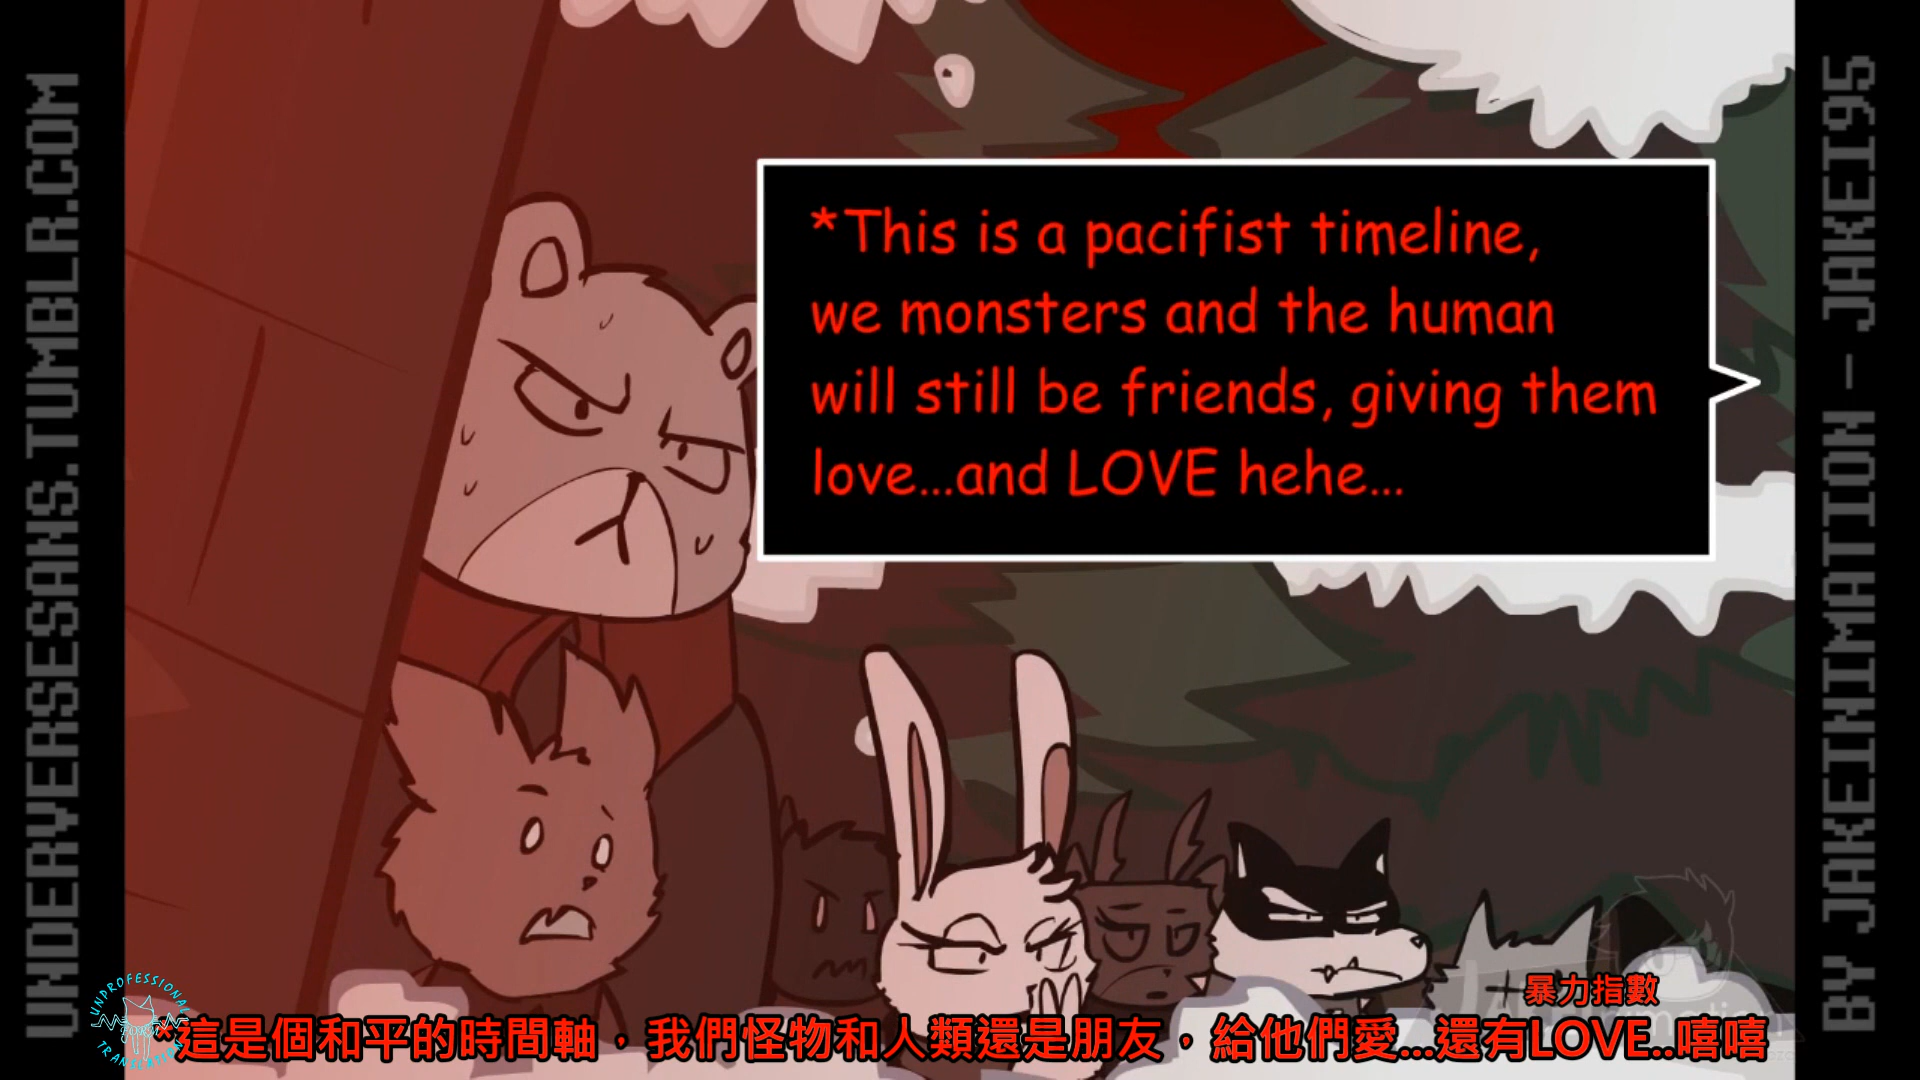 UNDERVERSESANS.TUMBLR.COM
*This is a pacifist timeline,
we monsters and the human
will still be friends, giving them
love...and LOVE hehe...
BY JAKEINIMATION - JAKEI95
暴力指數
*這是個和平的時間軸，我們怪物和人類還是朋友，給他們愛...還有LOVE..嘻嘻
UNPROFESSIONAL
TRANSLATION